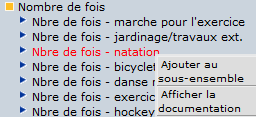 Nombre de fois
Nbre de fois - marche pour l'exercice
Nbre de fois - jardinage/travaux ext.
Nbre de fois - natation
Nbre de fois - bicyclet
Ajouter au
sous-ensemble
Nbre de fois - danse
Nbre de fois - exercic
Afficher la
documentation
Nbre de fois - hockey